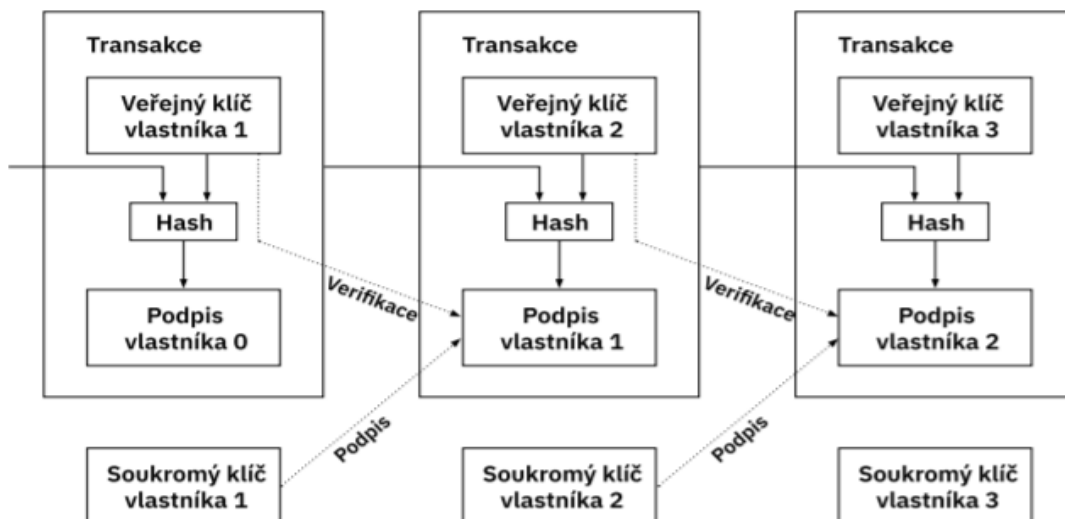 Transakce
Veřejný klíč
vlastníka 1
Hash
Podpis
vlastníka 0
Soukromý klíč
vlastníka 1
Verifikace
Podpis
Transakce
Veřejný klíč
vlastníka 2
Hash
Podpis
vlastníka 1
Soukromý klíč
vlastníka 2
Verifikace
Podpis
Transakce
Veřejný klíč
vlastníka 3
Hash
Podpis
vlastníka 2
Soukromý klíč
vlastníka 3